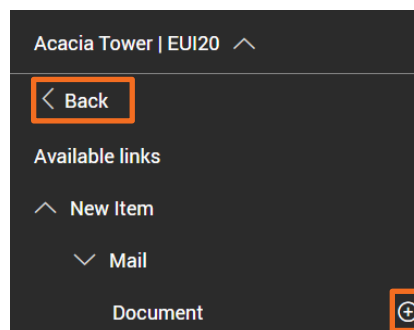 Acacia Tower | EUI20
Back
Available links
New Item
Mail
Document